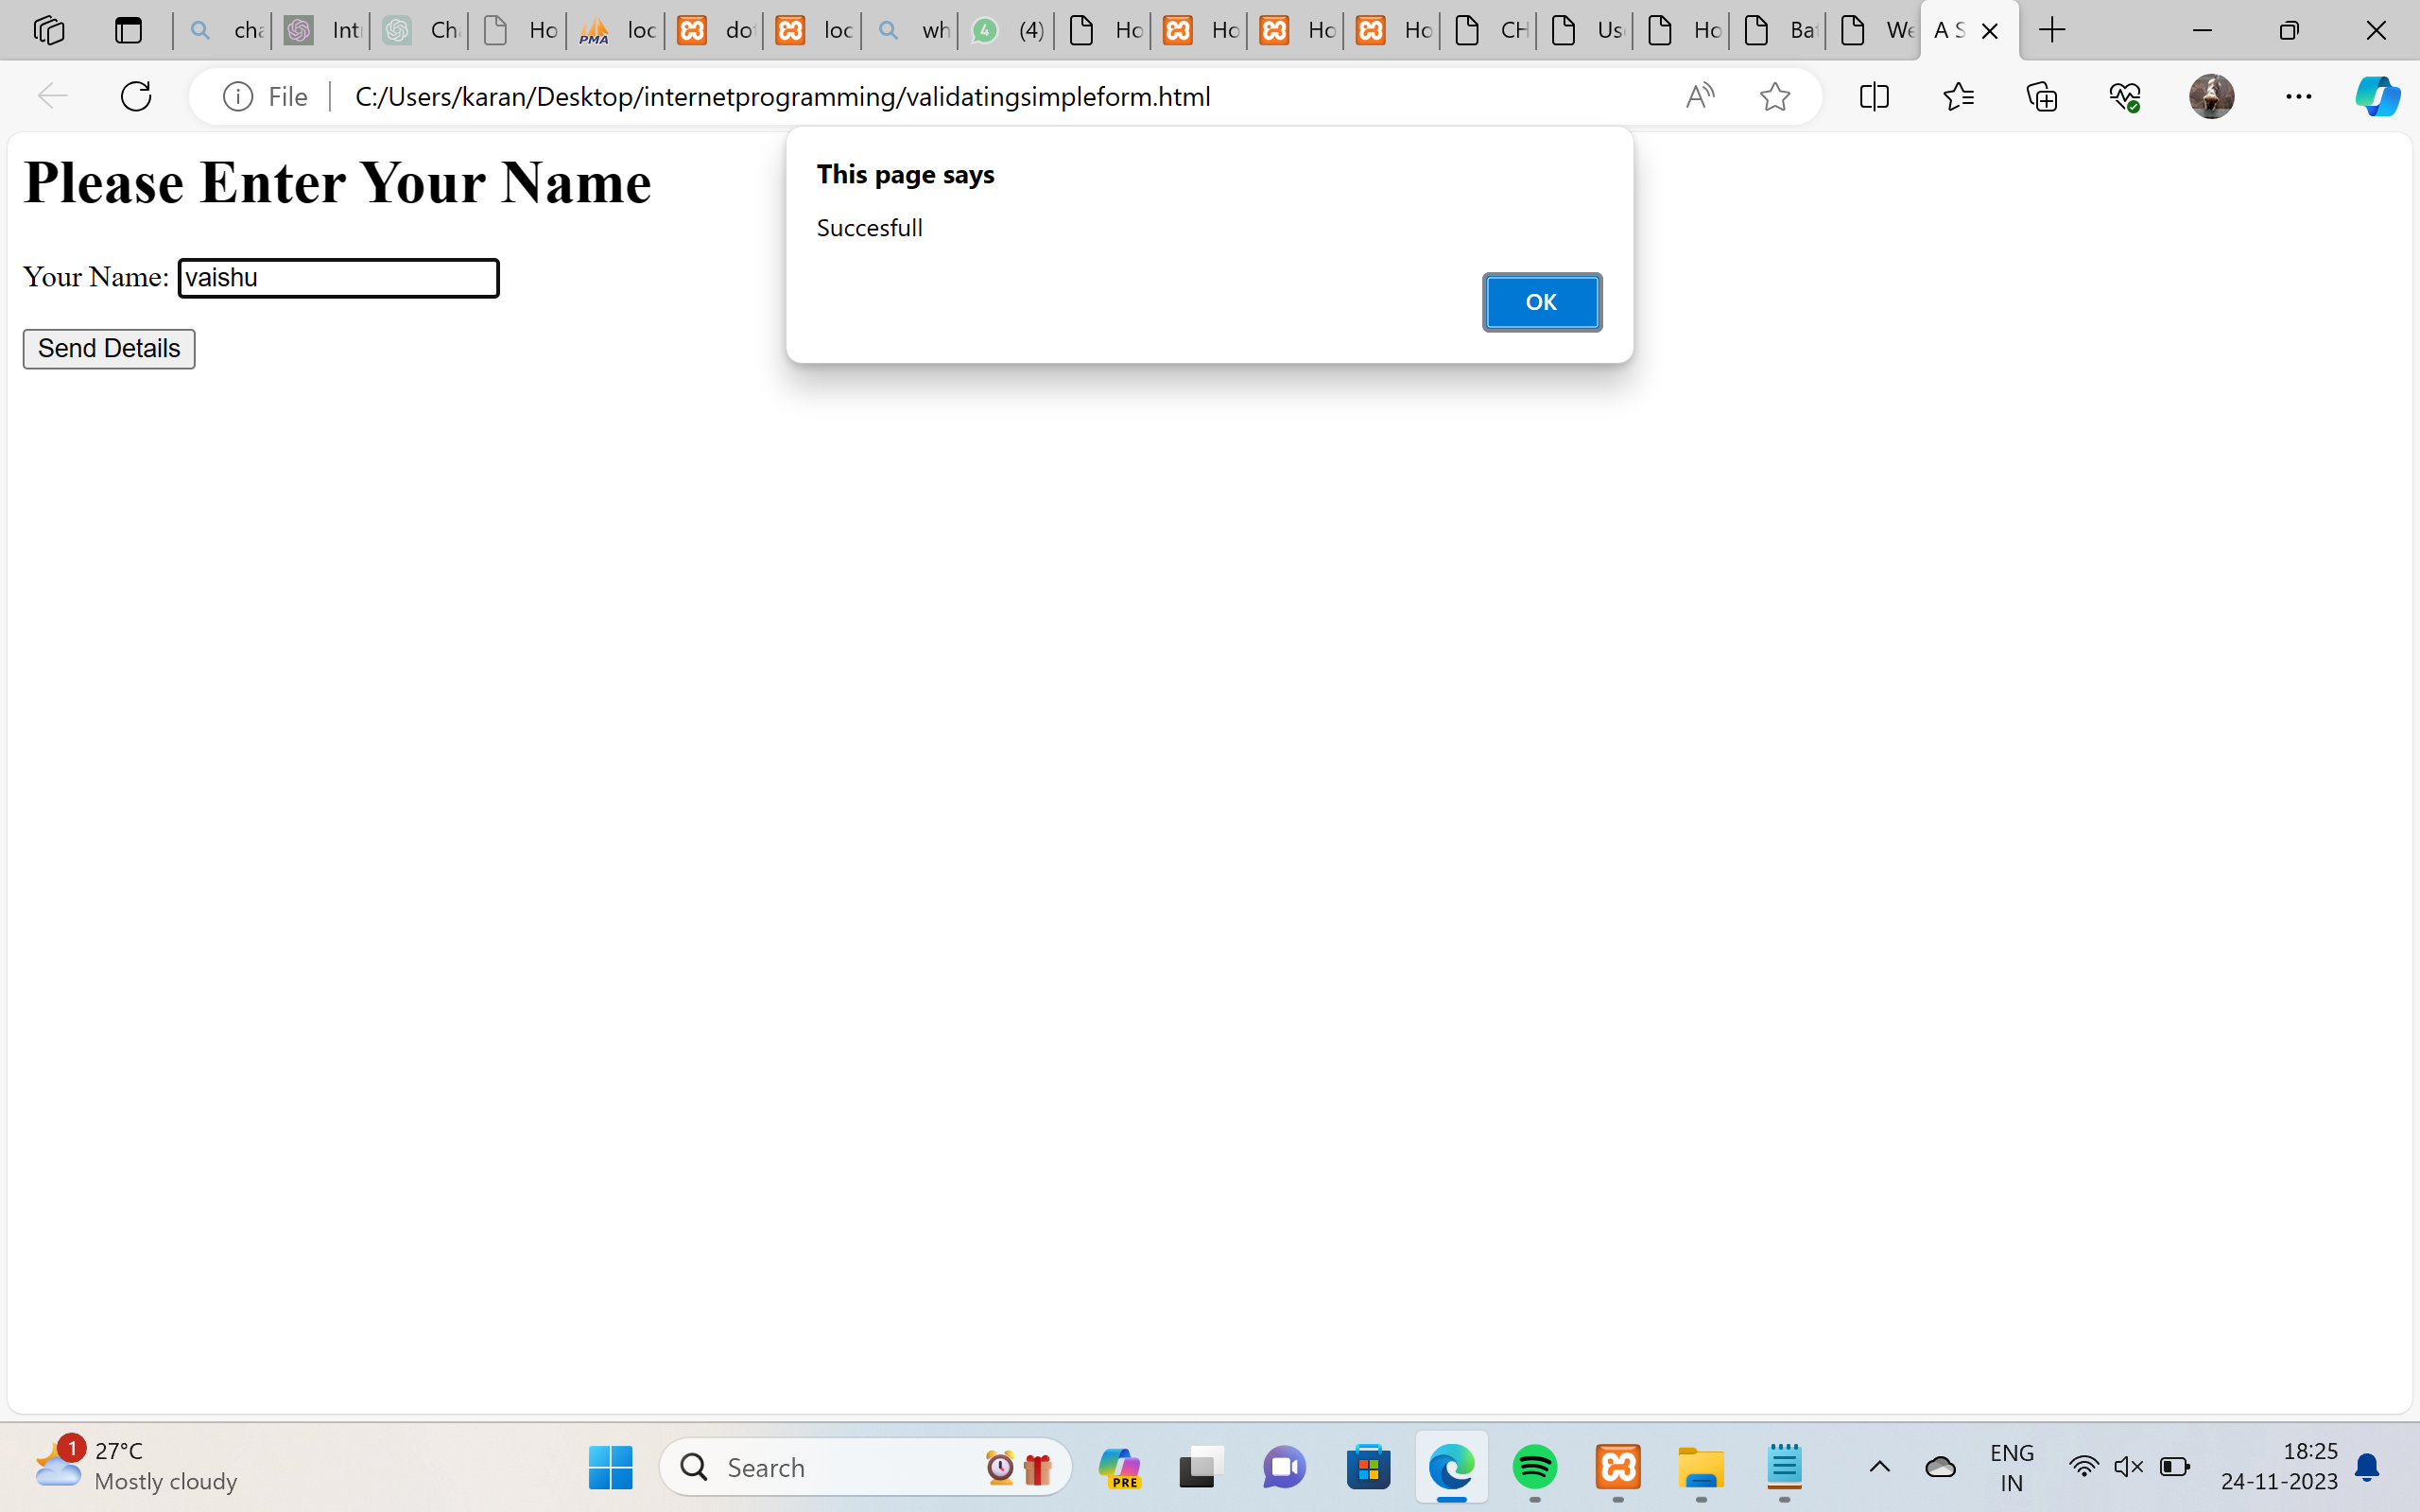 cha Int Ch Ho loc do loc wh (4) Ho Ho Ho Ho CH Us Ho Ba We A S
File C:/Users/karan/Desktop/internetprogramming/validatingsimpleform.html
This page says
Succesfull
OK
Please Enter Your Name
Your Name: vaishu
Send Details
1
27°C
Mostly cloudy
Search
PRE
ENG
IN
18:25
24-11-2023